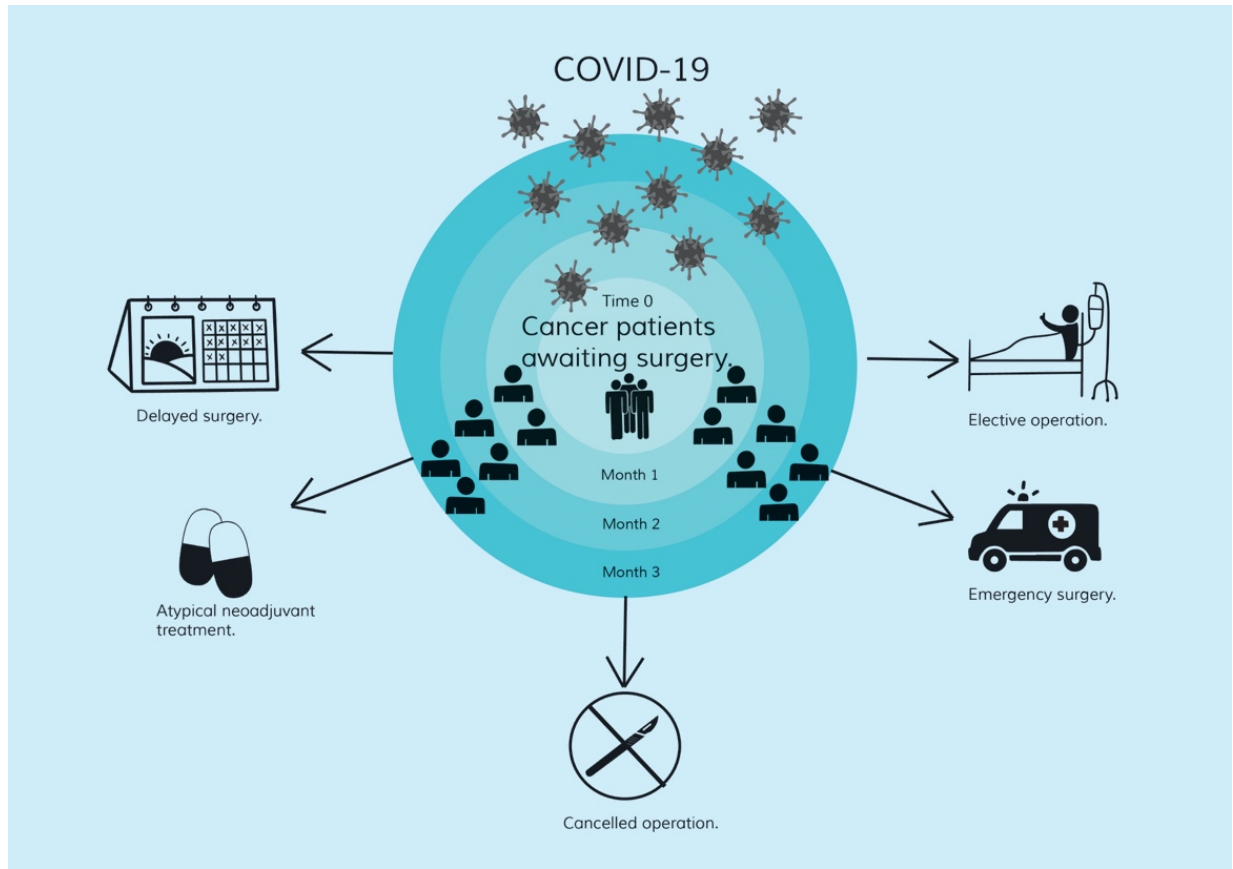 COVID-19
Time 0
Cancer patients
awaiting surgery.
Delayed surgery.
Elective operation.
Month 1
Month 2
Month 3
Atypical neoadjuvant
treatment.
Emergency surgery.
Cancelled operation.